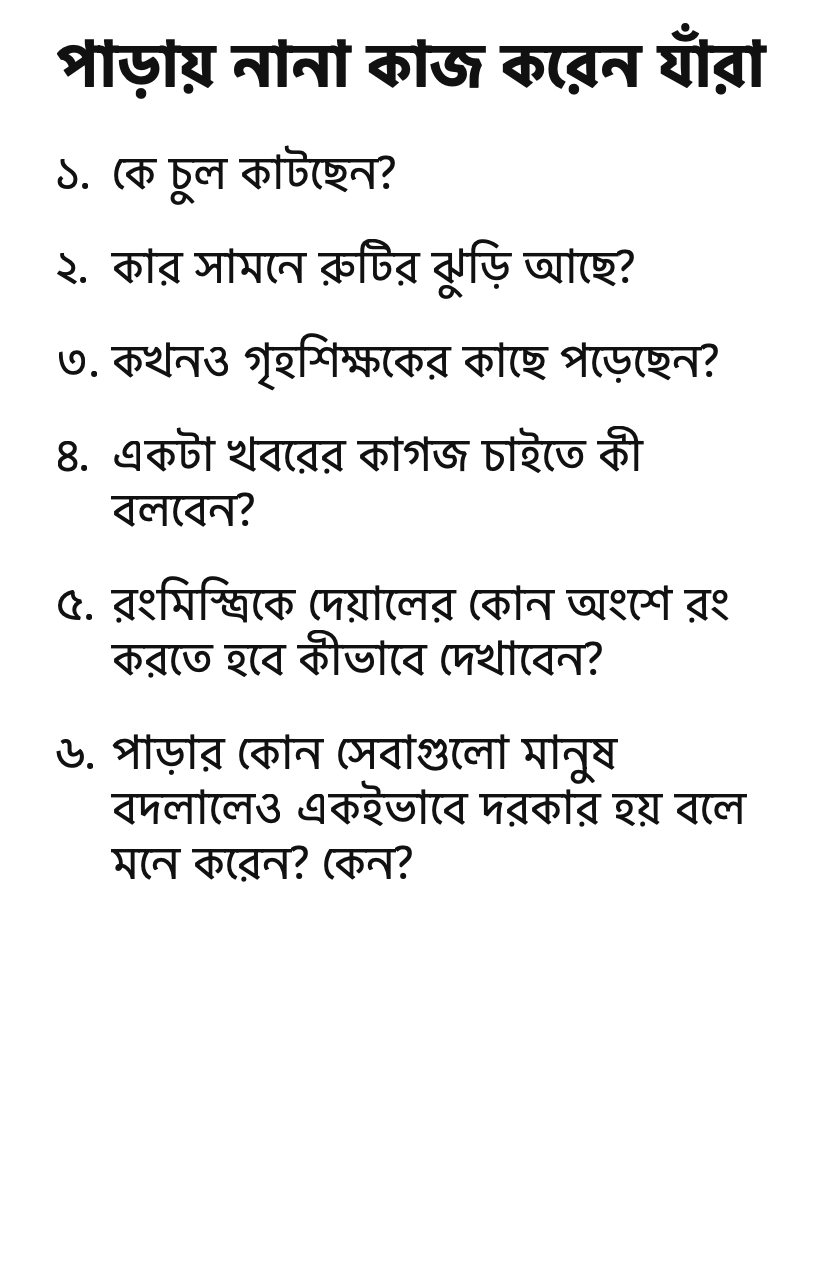 পাড়ায় নানা কাজ করেন যাঁরা
১. কে চুল কাটছেন?
২. কার সামনে রুটির ঝুড়ি আছে?
৩. কখনও গৃহশিক্ষকের কাছে পড়েছেন?
৪. একটা খবরের কাগজ চাইতে কী
বলবেন?
৫. রংমিস্ত্রিকে দেয়ালের কোন অংশে রং
করতে হবে কীভাবে দেখাবেন?
৬. পাড়ার কোন সেবাগুলো মানুষ
বদলালেও একইভাবে দরকার হয় বলে
মনে করেন? কেন?